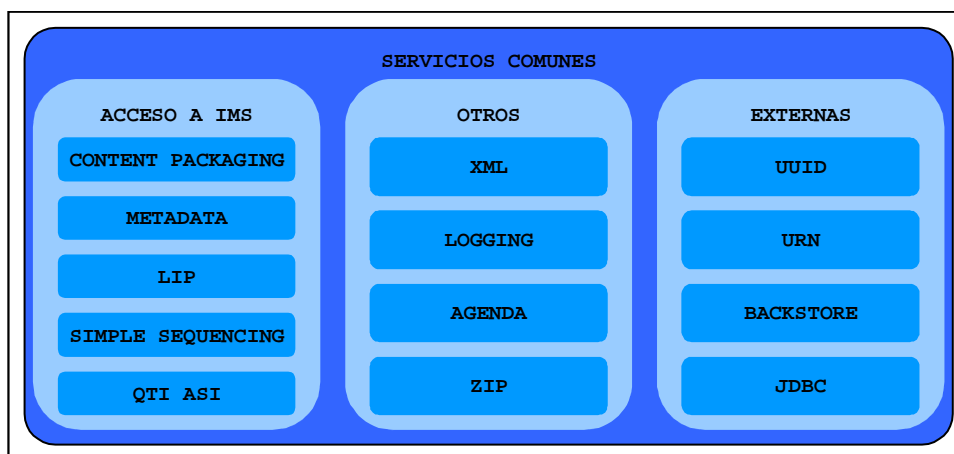 SERVICIOS COMUNES
ACCESO A IMS
CONTENT PACKAGING
METADATA
LIP
SIMPLE SEQUENCING
QTI ASI
OTROS
XML
LOGGING
AGENDA
ZIP
EXTERNAS
UUID
URN
BACKSTORE
JDBC